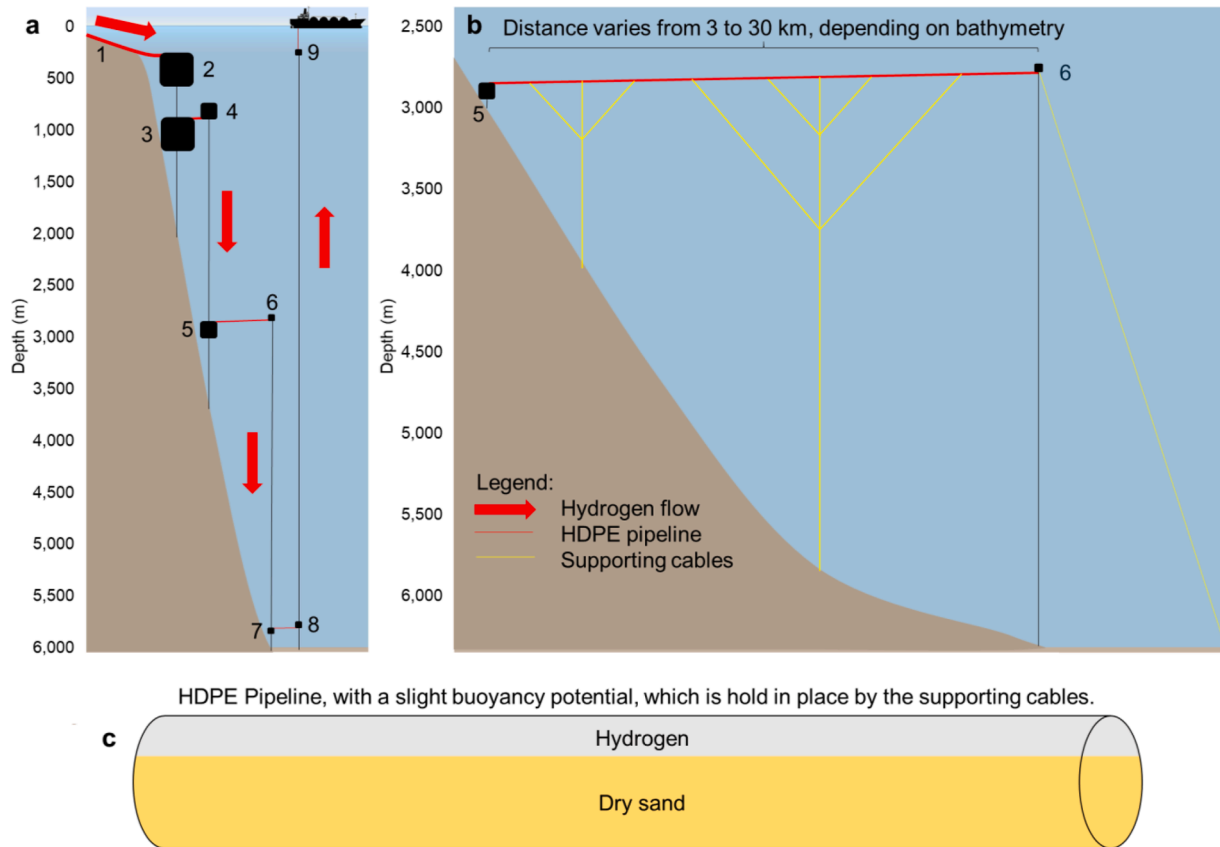 a
0
500
1,000
1,500
2,000
2,500
3,000
3,500
4,000
4,500
5,000
5,500
6,000
Depth (m)
1
2
3
4
5
6
7
8
9
b
Distance varies from 3 to 30 km, depending on bathymetry
2,500
3,000
3,500
4,000
4,500
5,000
5,500
6,000
Depth (m)
5
6
Legend:
Hydrogen flow
HDPE pipeline
Supporting cables
HDPE Pipeline, with a slight buoyancy potential, which is hold in place by the supporting cables.
c
Hydrogen
Dry sand